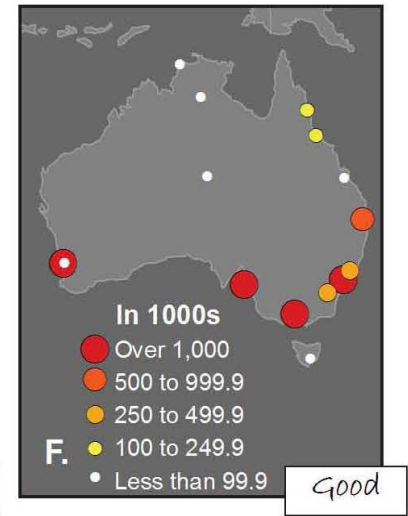 In 1000s
Over 1,000
500 to 999.9
250 to 499.9
F. 100 to 249.9
Less than 99.9
Good